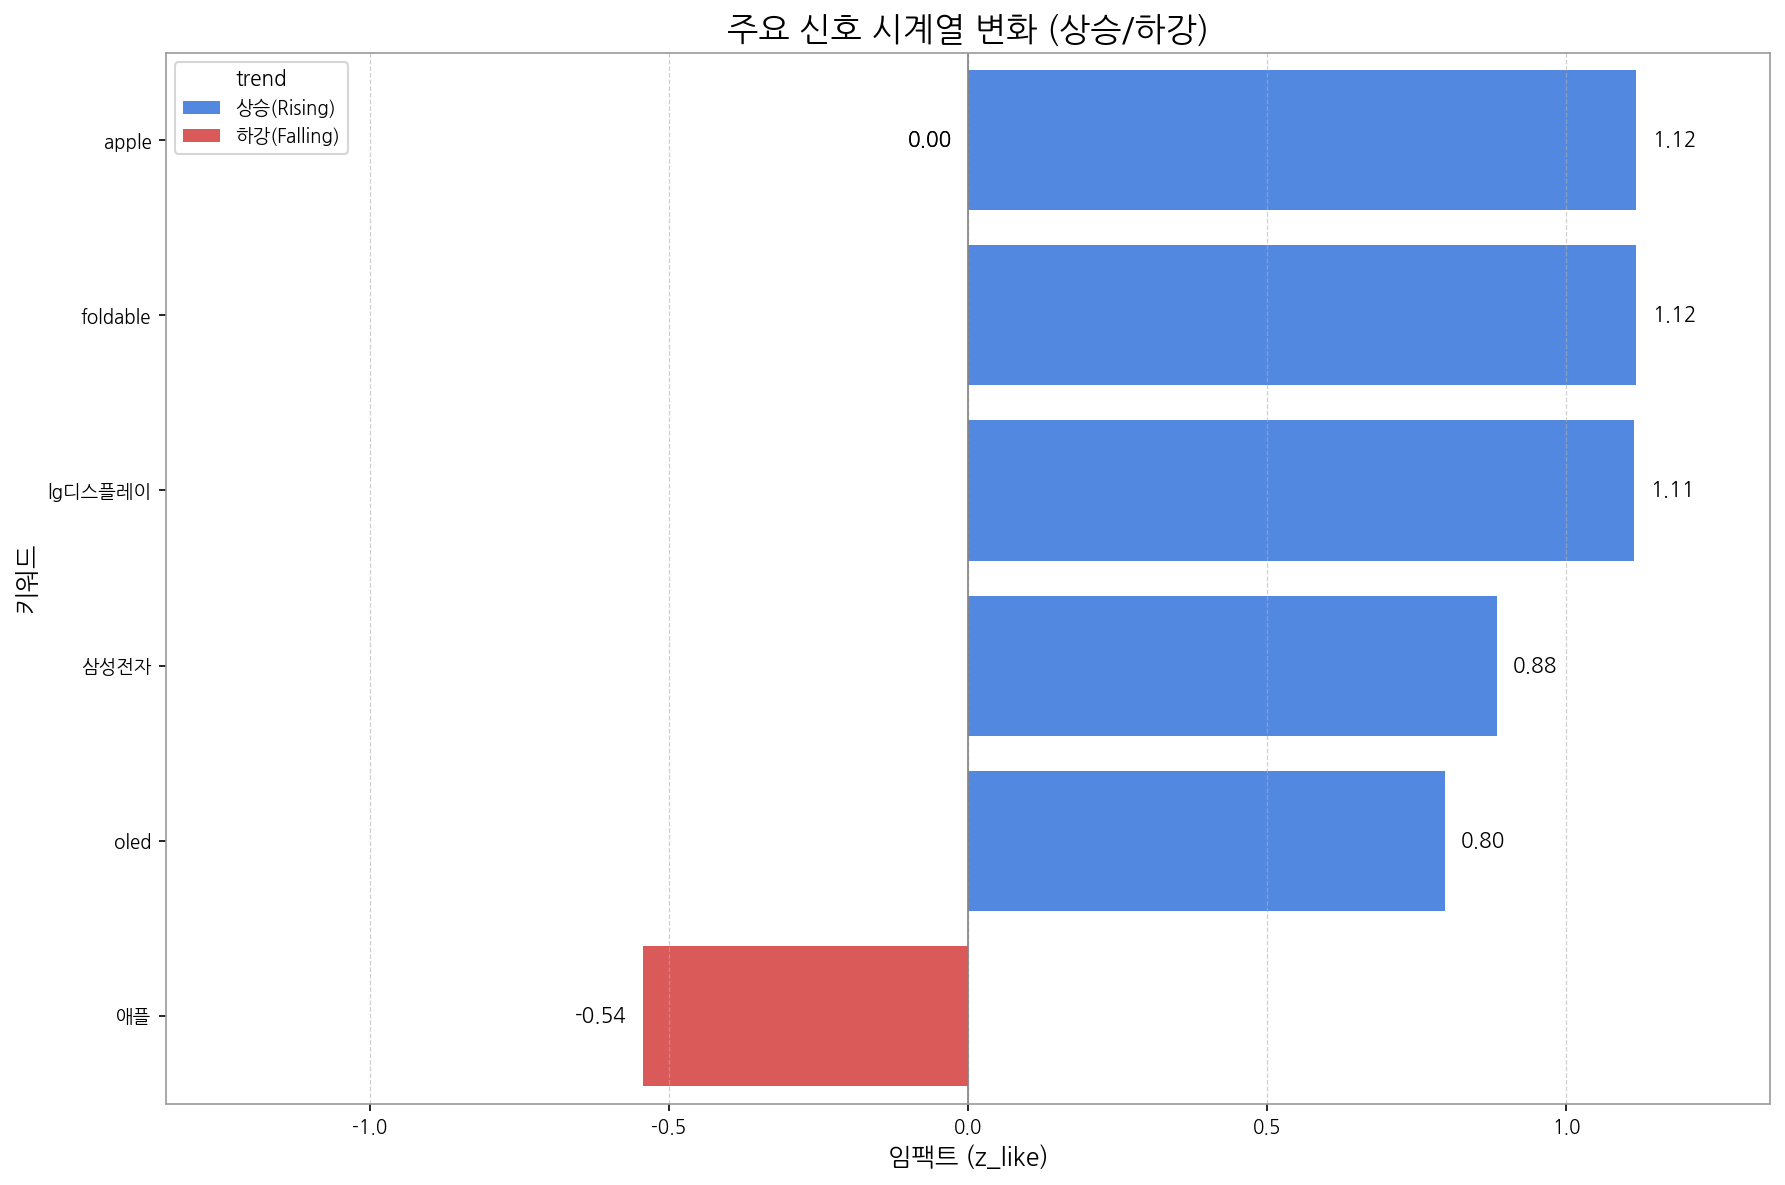 주요 신호 시계열 변화 (상승/하강)
trend
상승(Rising)
하강(Falling)
apple
0.00
1.12
foldable
1.12
lg디스플레이
1.11
키워드
삼성전자
0.88
oled
0.80
애플
-0.54
-1.0
-0.5
0.0
0.5
1.0
임팩트 (z_like)